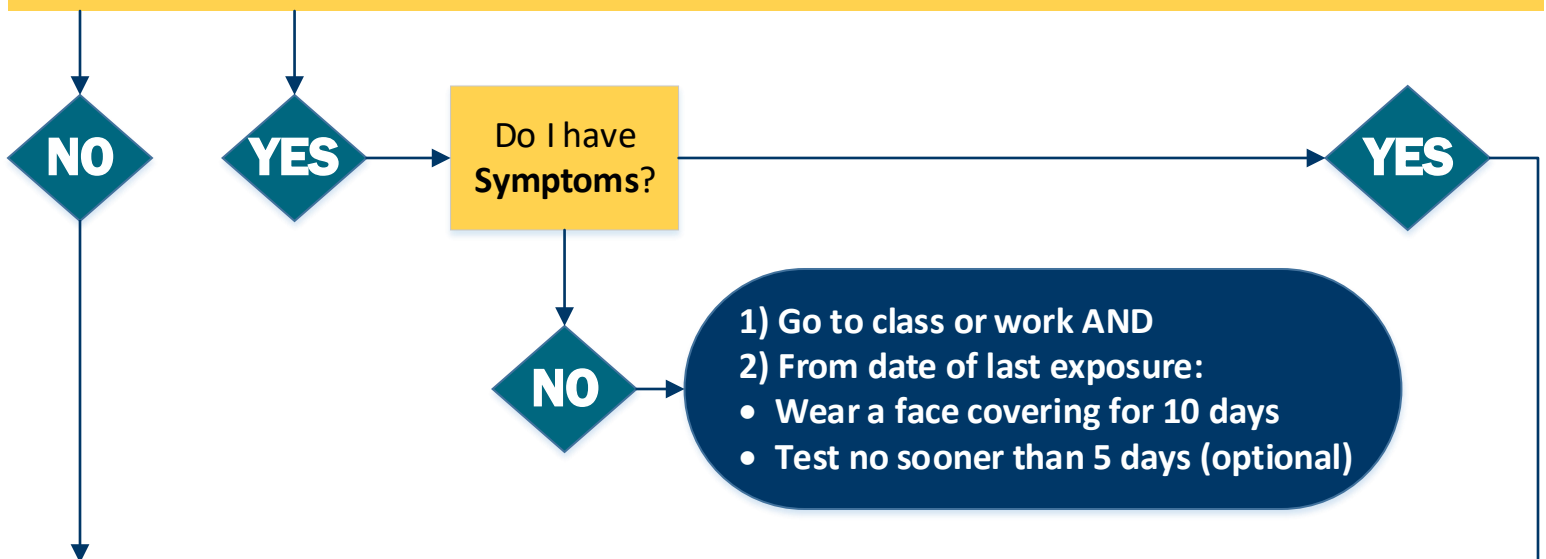 NO
YES
Do I have
Symptoms?
YES
NO
1) Go to class or work AND
2) From date of last exposure:
• Wear a face covering for 10 days
• Test no sooner than 5 days (optional)